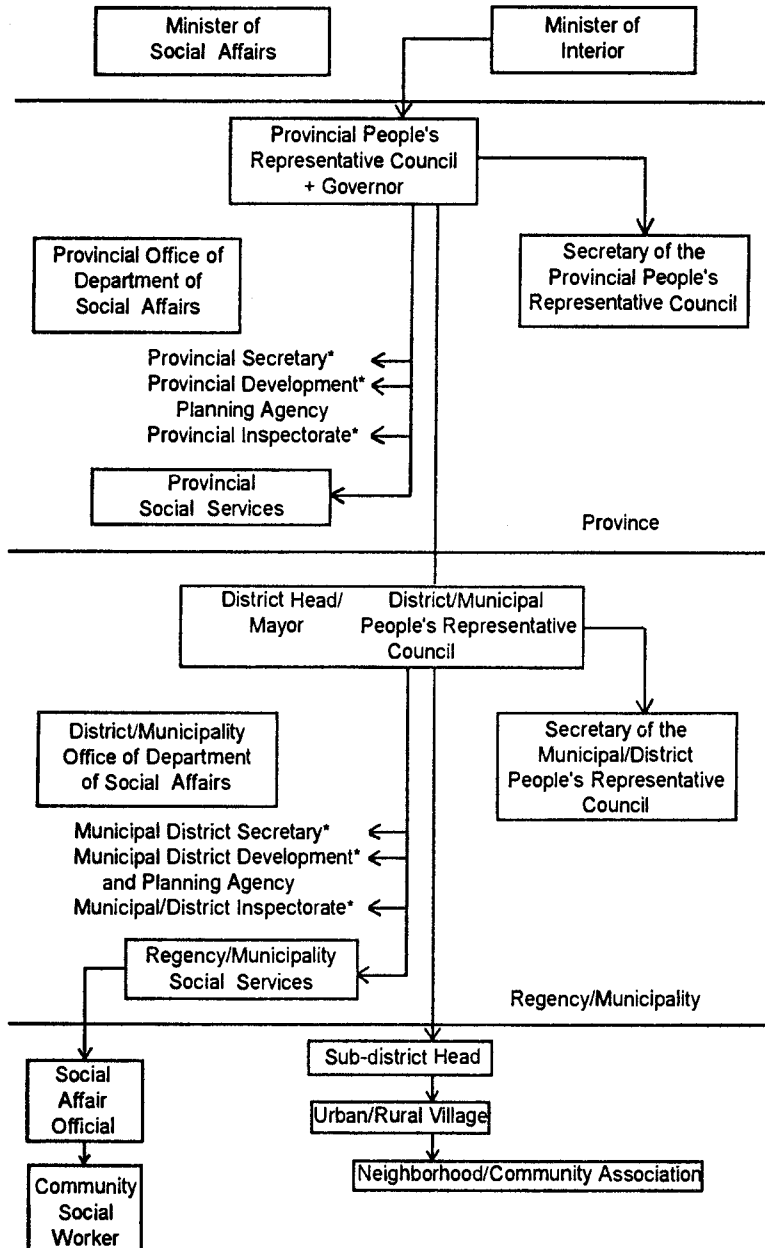 Minister of
Social Affairs
Minister of
Interior
Provincial People's
Representative Council
+ Governor
Provincial Office of
Department of
Social Affairs
Secretary of the
Provincial People's
Representative Council
Provincial Secretary*
Provincial Development*
Planning Agency
Provincial Inspectorate*
Provincial
Social Services
Province
District Head/
Mayor
District/Municipal
People's Representative
Council
District/Municipality
Office of Department
of Social Affairs
Secretary of the
Municipal/District
People's Representative
Council
Municipal District Secretary*
Municipal District Development*
and Planning Agency
Municipal/District Inspectorate*
Regency/Municipality
Social Services
Regency/Municipality
Social
Affair
Official
Sub-district Head
Urban/Rural Village
Neighborhood/Community Association
Community
Social
Worker